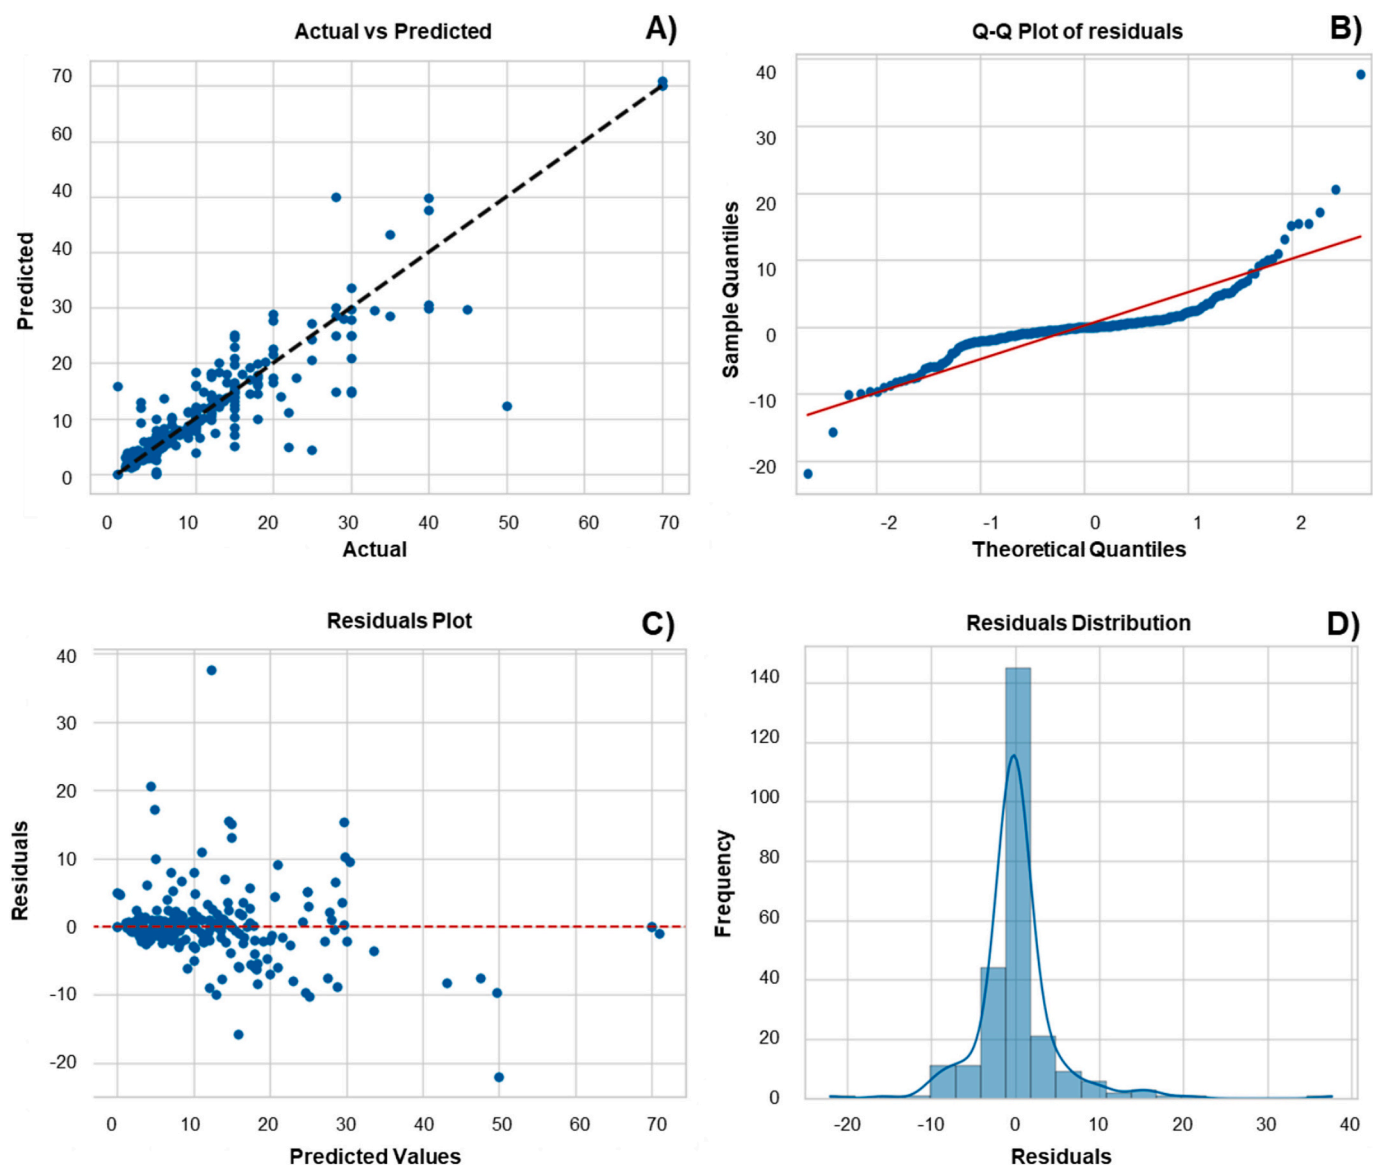 Actual vs Predicted
A)
70
60
40
40
30
20
10
0
Predicted
0 10 20 30 40 50 60 70
Actual
Q-Q Plot of residuals
B)
40
30
20
10
0
-10
-20
Sample Quantiles
-2 -1 0 1 2
Theoretical Quantiles
Residuals Plot
C)
40
30
20
10
0
-10
-20
Residuals
0 10 20 30 40 50 60 70
Predicted Values
Residuals Distribution
D)
140
120
100
80
60
40
20
0
Frequency
-20 -10 0 10 20 30 40
Residuals